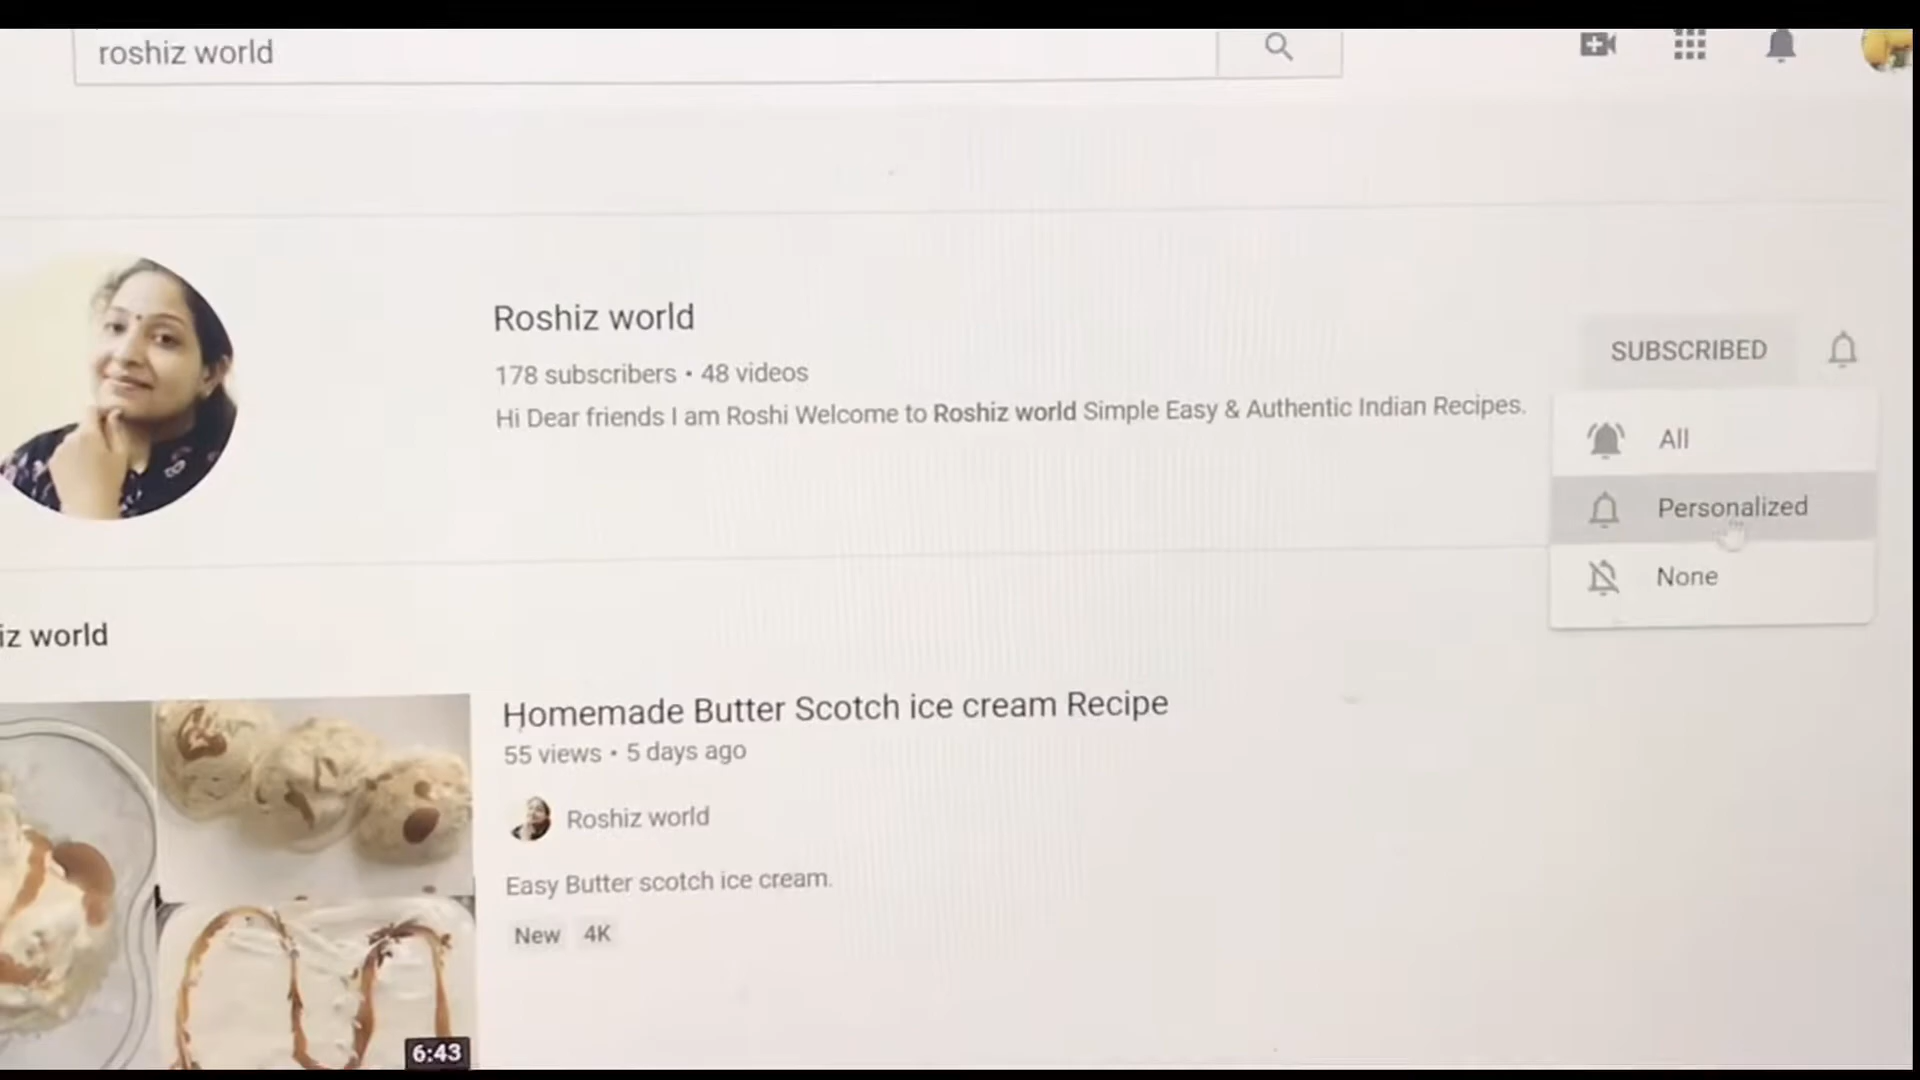 roshiz world
Roshiz world
178 subscribers • 48 videos
Hi Dear friends I am Roshi Welcome to Roshiz world Simple Easy & Authentic Indian Recipes.
SUBSCRIBED
All
Personalized
None
iz world
Homemade Butter Scotch ice cream Recipe
55 views • 5 days ago
Roshiz world
Easy Butter scotch ice cream.
New 4K
6:43